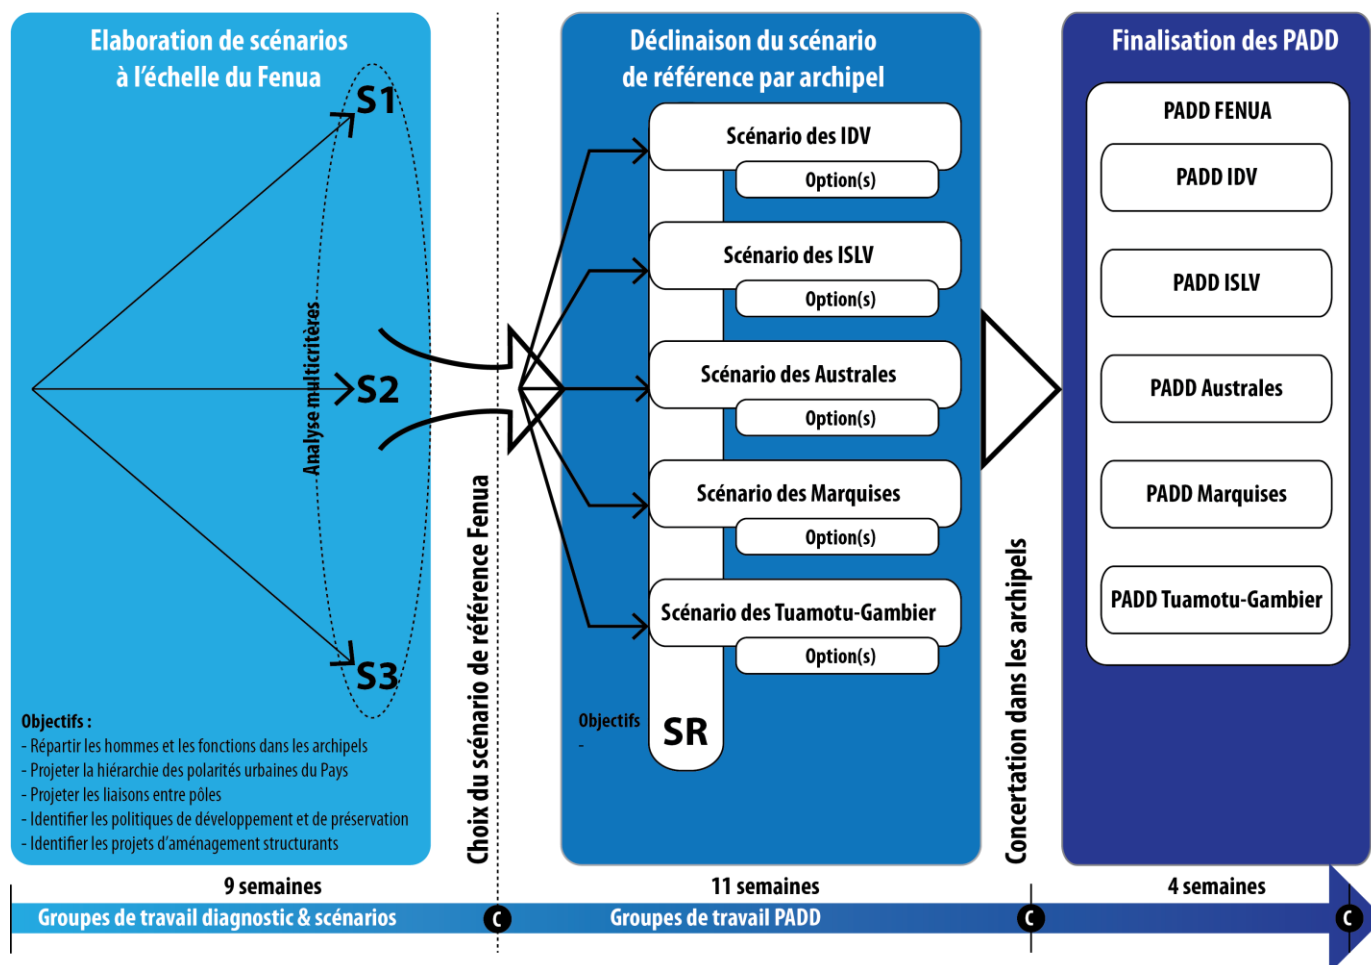 Elaboration de scénarios
à l’échelle du Fenua
S1
S2
S3
Analyse multicritères
Objectifs :
- Répartir les hommes et les fonctions dans les archipels
- Projeter la hiérarchie des polarités urbaines du Pays
- Projeter les liaisons entre pôles
- Identifier les politiques de développement et de préservation
- Identifier les projets d’aménagement structurants
Choix du scénario de référence Fenua
Déclinaison du scénario
de référence par archipel
Scénario des IDV
Option(s)
Scénario des ISLV
Option(s)
Scénario des Australes
Option(s)
Scénario des Marquises
Option(s)
Scénario des Tuamotu-Gambier
Option(s)
Objectifs
-
SR
Concertation dans les archipels
Finalisation des PADD
PADD FENUA
PADD IDV
PADD ISLV
PADD Australes
PADD Marquises
PADD Tuamotu-Gambier
9 semaines
11 semaines
4 semaines
Groupes de travail diagnostic & scénarios
C
Groupes de travail PADD
C
C